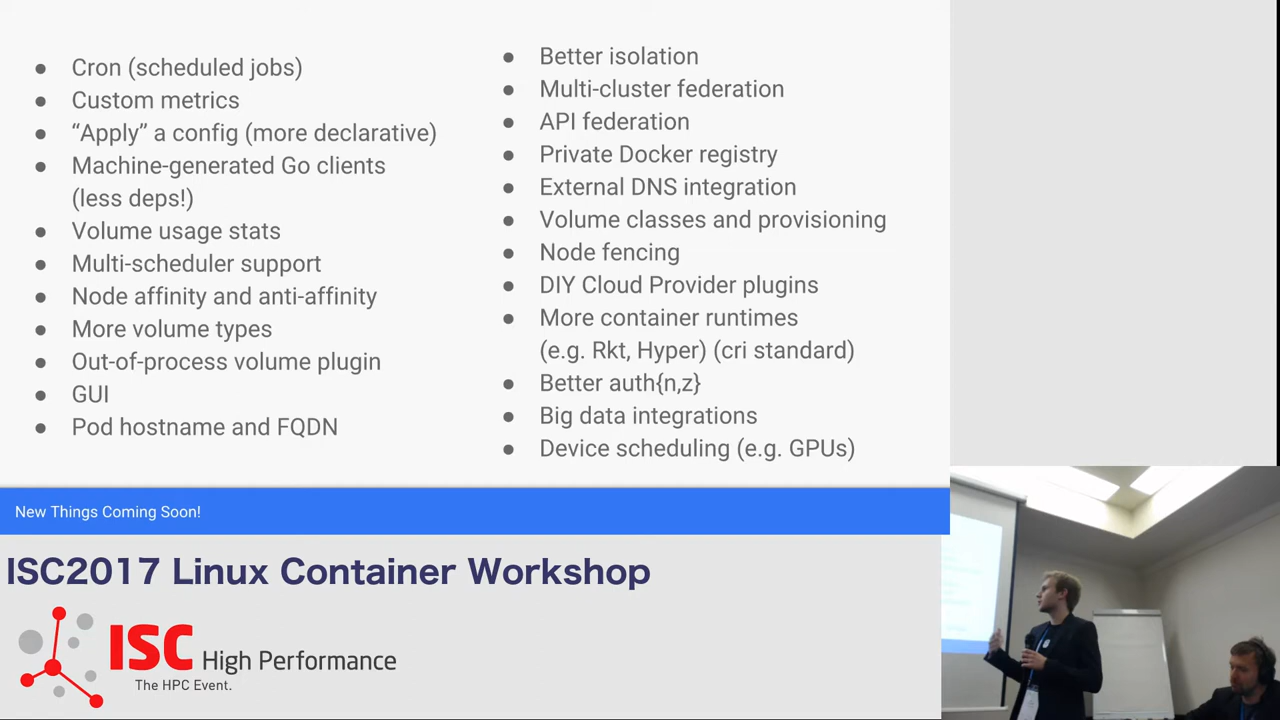 Cron (scheduled jobs)
Custom metrics
“Apply” a config (more declarative)
Machine-generated Go clients
(less deps!)
Volume usage stats
Multi-scheduler support
Node affinity and anti-affinity
More volume types
Out-of-process volume plugin
GUI
Pod hostname and FQDN
Better isolation
Multi-cluster federation
API federation
Private Docker registry
External DNS integration
Volume classes and provisioning
Node fencing
DIY Cloud Provider plugins
More container runtimes
(e.g. Rkt, Hyper) (cri standard)
Better auth{n,z}
Big data integrations
Device scheduling (e.g. GPUs)
New Things Coming Soon!
ISC2017 Linux Container Workshop
ISC High Performance
The HPC Event.